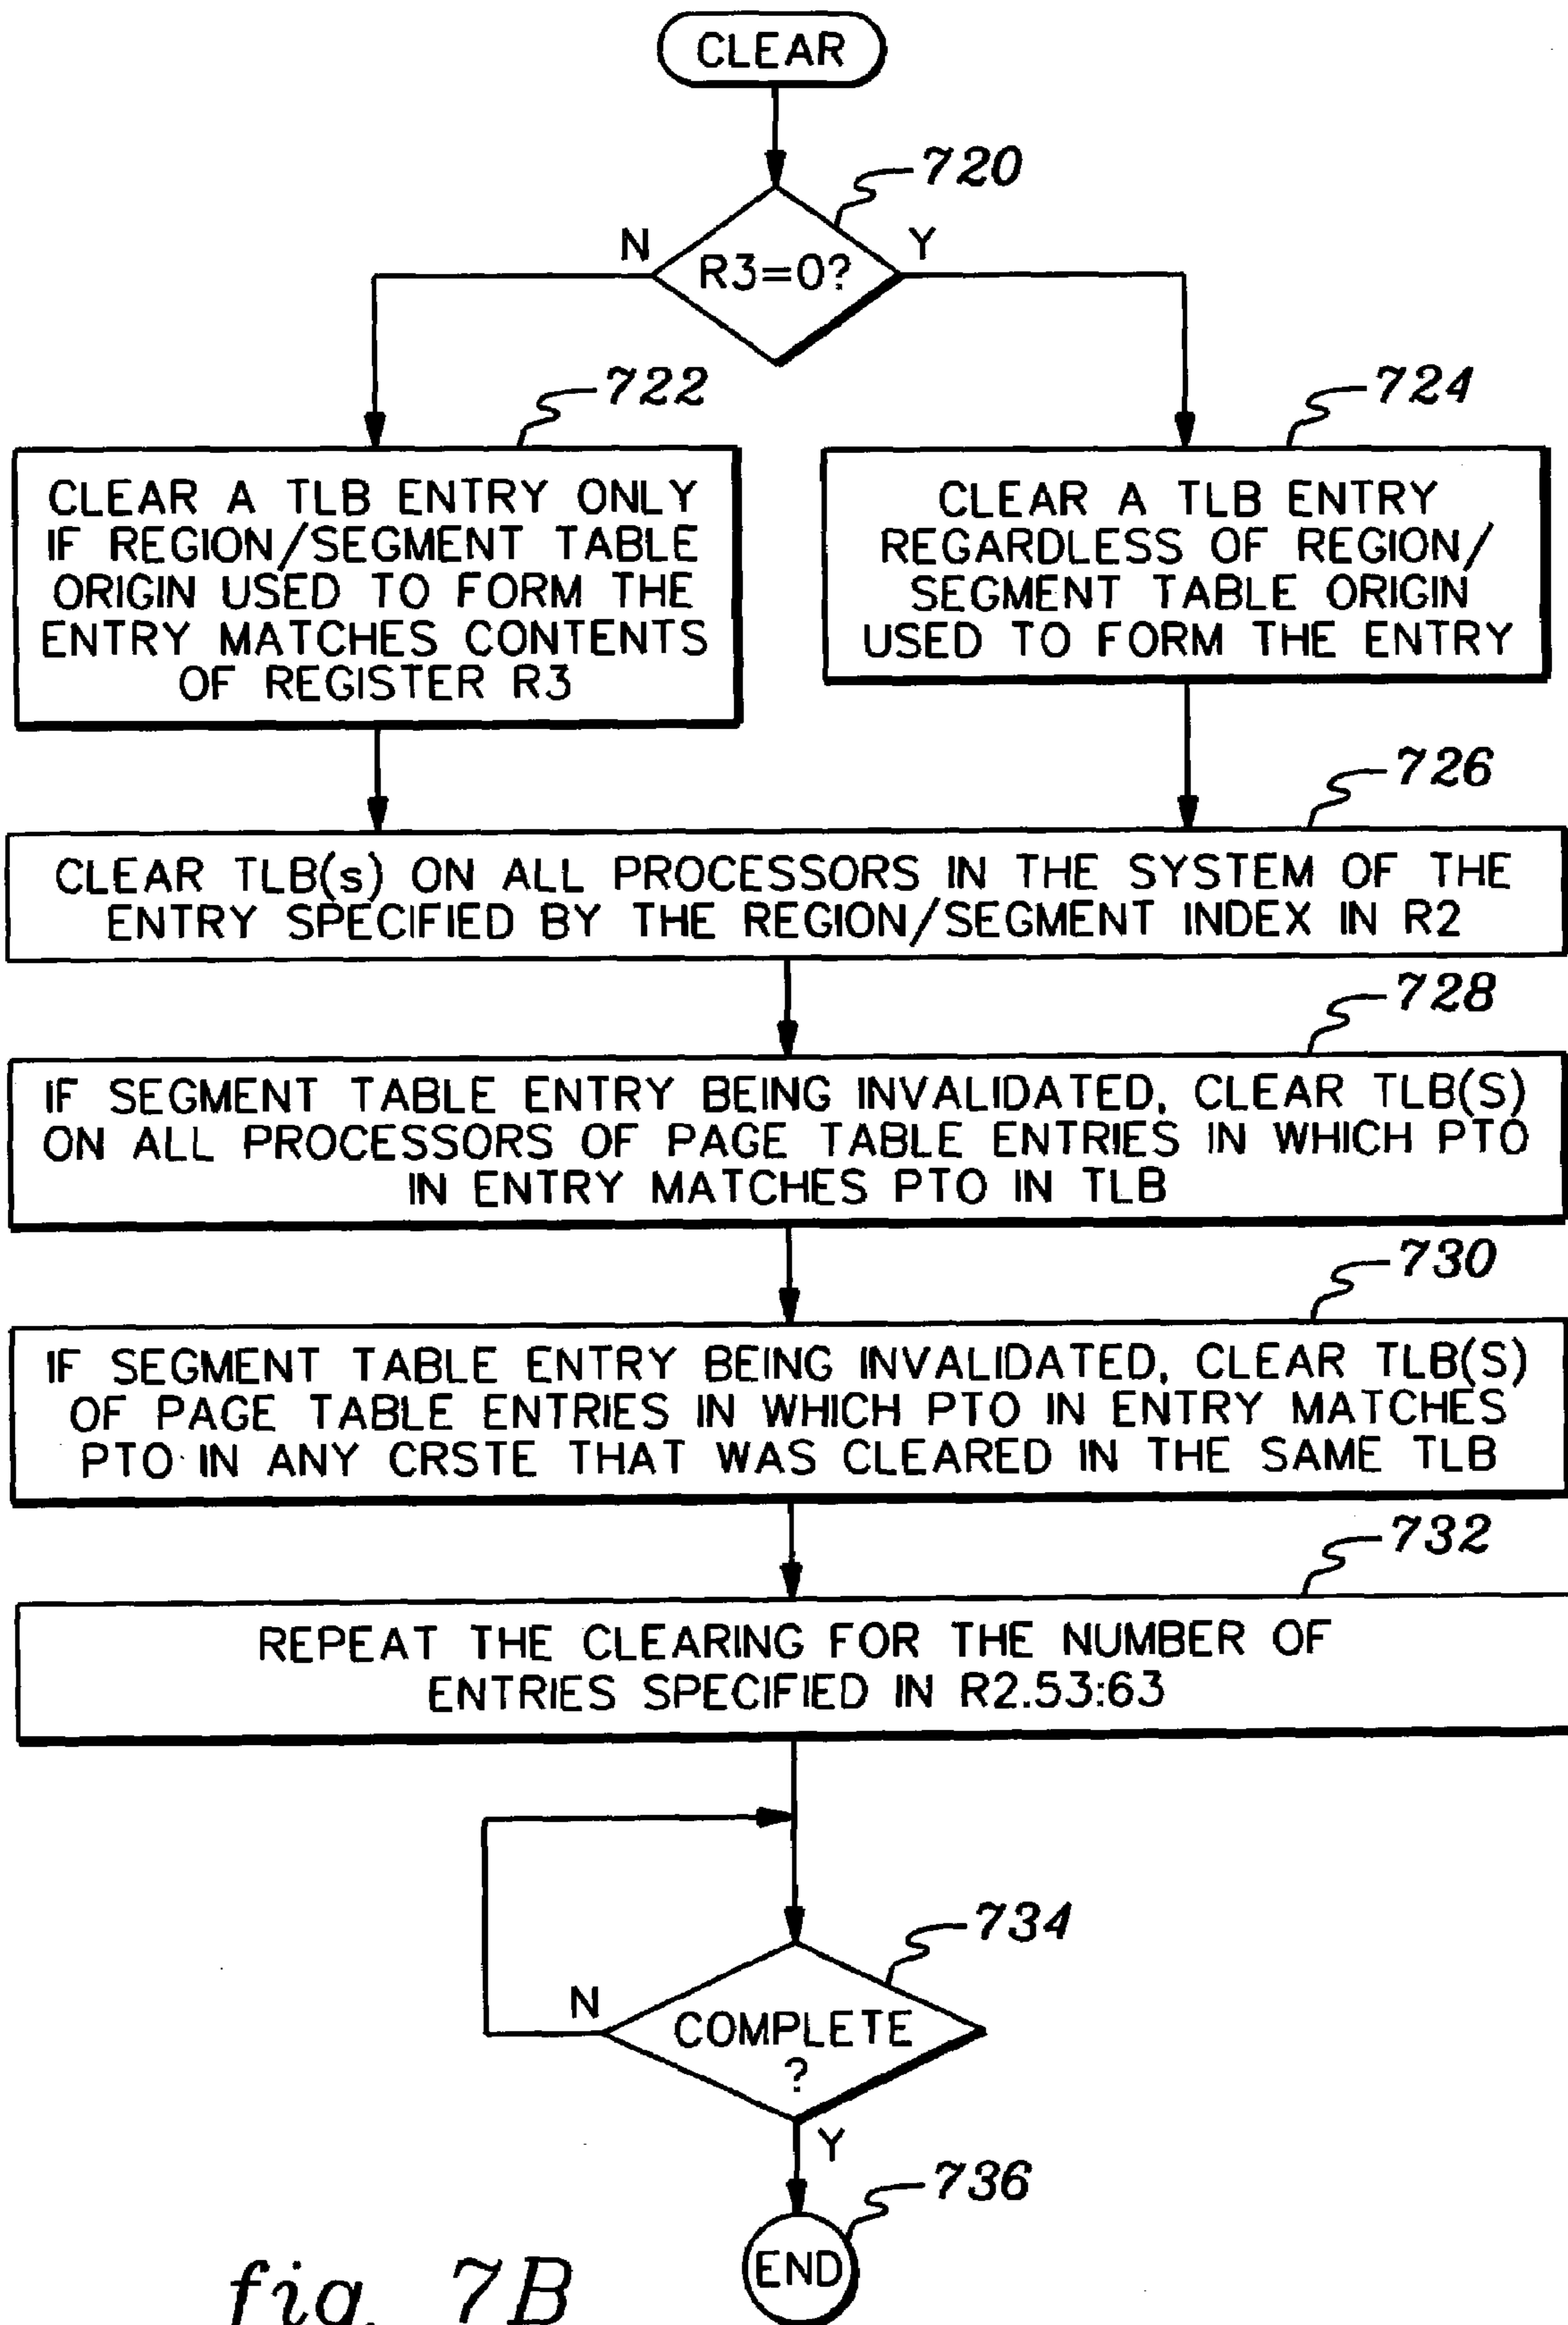 CLEAR
720
N
Y
R3=0?
722
724
CLEAR A TLB ENTRY ONLY
IF REGION/SEGMENT TABLE
ORIGIN USED TO FORM THE
ENTRY MATCHES CONTENTS
OF REGISTER R3
CLEAR A TLB ENTRY
REGARDLESS OF REGION/
SEGMENT TABLE ORIGIN
USED TO FORM THE ENTRY
726
CLEAR TLB(s) ON ALL PROCESSORS IN THE SYSTEM OF THE
ENTRY SPECIFIED BY THE REGION/SEGMENT INDEX IN R2
728
IF SEGMENT TABLE ENTRY BEING INVALIDATED, CLEAR TLB(S)
ON ALL PROCESSORS OF PAGE TABLE ENTRIES IN WHICH PTO
IN ENTRY MATCHES PTO IN TLB
730
IF SEGMENT TABLE ENTRY BEING INVALIDATED, CLEAR TLB(S)
OF PAGE TABLE ENTRIES IN WHICH PTO IN ENTRY MATCHES
PTO IN ANY CRSTE THAT WAS CLEARED IN THE SAME TLB
732
REPEAT THE CLEARING FOR THE NUMBER OF
ENTRIES SPECIFIED IN R2.53:63
734
N
COMPLETE
?
Y
736
END
fig. 7B